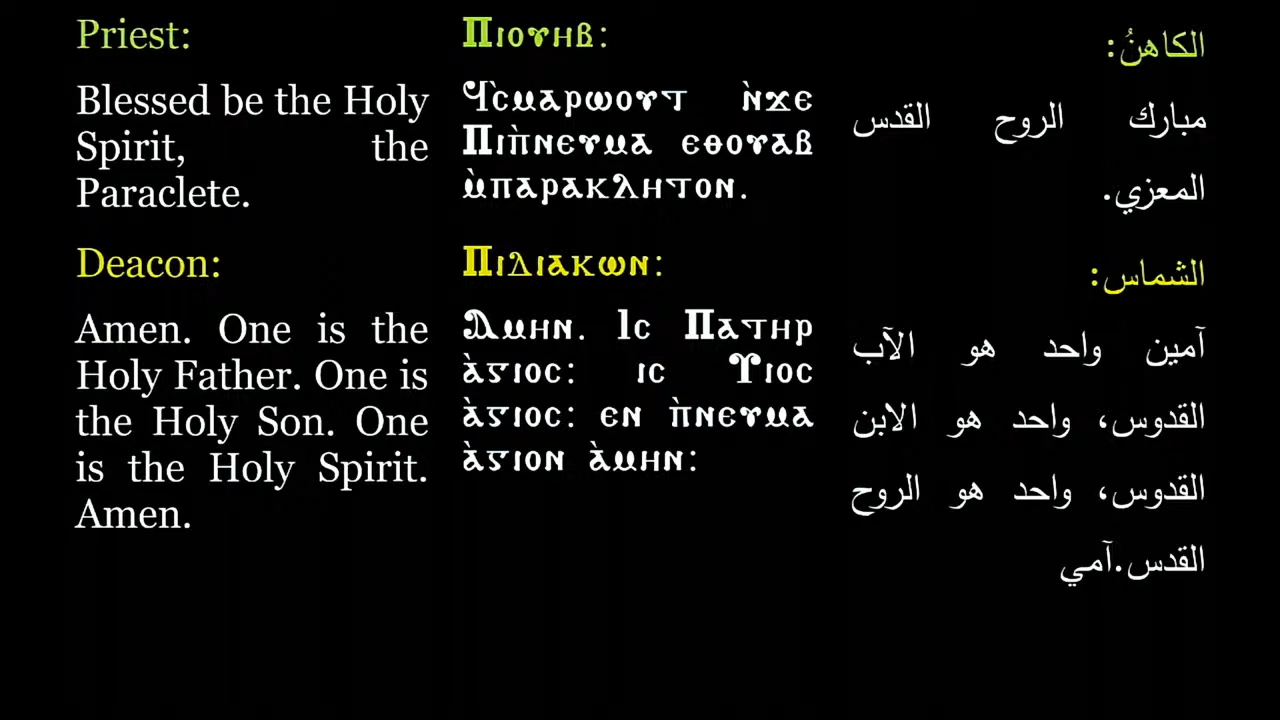 Priest:
Blessed be the Holy
Spirit, the
Paraclete.
Deacon:
Amen. One is the
Holy Father. One is
the Holy Son. One
is the Holy Spirit.
Amen.
Ⲡⲓⲟⲩⲏⲃ:
Ϥ̀ⲥⲙⲁⲣⲱⲟⲩⲧ ⲛ̀ϫⲉ
Ⲡⲓⲡ̀ⲛⲉⲩⲙⲁ ⲉⲑⲟⲩⲁⲃ
ⲙ̀ⲡⲁⲣⲁⲕⲗⲏⲧⲟⲛ.
Ⲡⲓⲇⲓⲁⲕⲱⲛ:
Ⲁⲙⲏⲛ. Ⲓⲥ Ⲡⲁⲧⲏⲣ
ⲁ̀ⲅⲓⲟⲥ: ⲓⲥ Ⲩⲓⲟⲥ
ⲁ̀ⲅⲓⲟⲥ: ⲉⲛ ⲡ̀ⲛⲉⲩⲙⲁ
ⲁ̀ⲅⲓⲟⲛ ⲁ̀ⲙⲏⲛ:
الكاهنُ:
مبارك الروح القدس
المعزي.
الشماس:
آمين واحد هو الآب
القدوس، واحد هو الابن
القدوس، واحد هو الروح
القدس.آمي